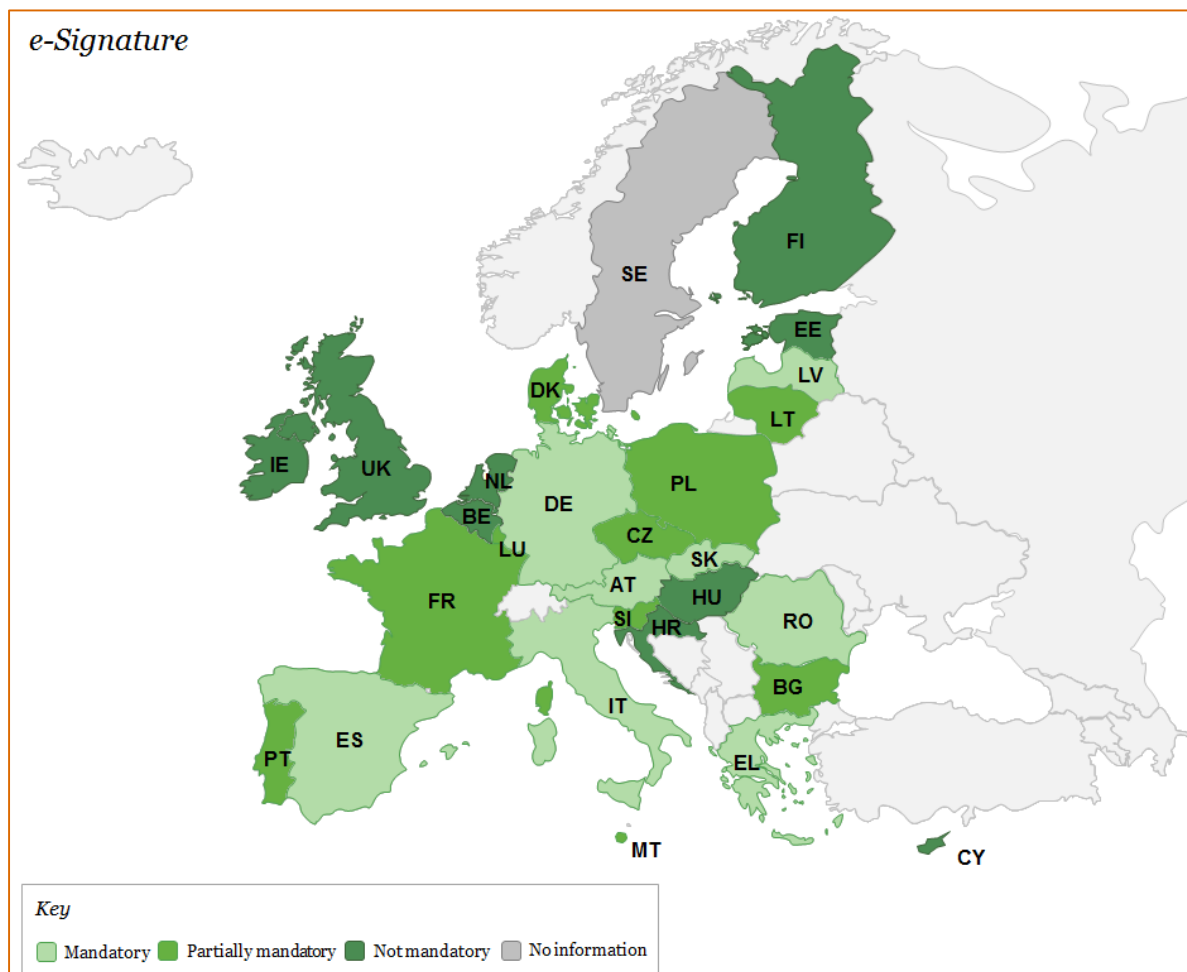 e-Signature
FI
SE
EE
LV
DK
LT
IE
UK
NL
PL
DE
BE
CZ
LU
SK
AT
HU
FR
SI
HR
RO
BG
IT
ES
PT
EL
MT
CY
Key
Mandatory
Partially mandatory
Not mandatory
No information